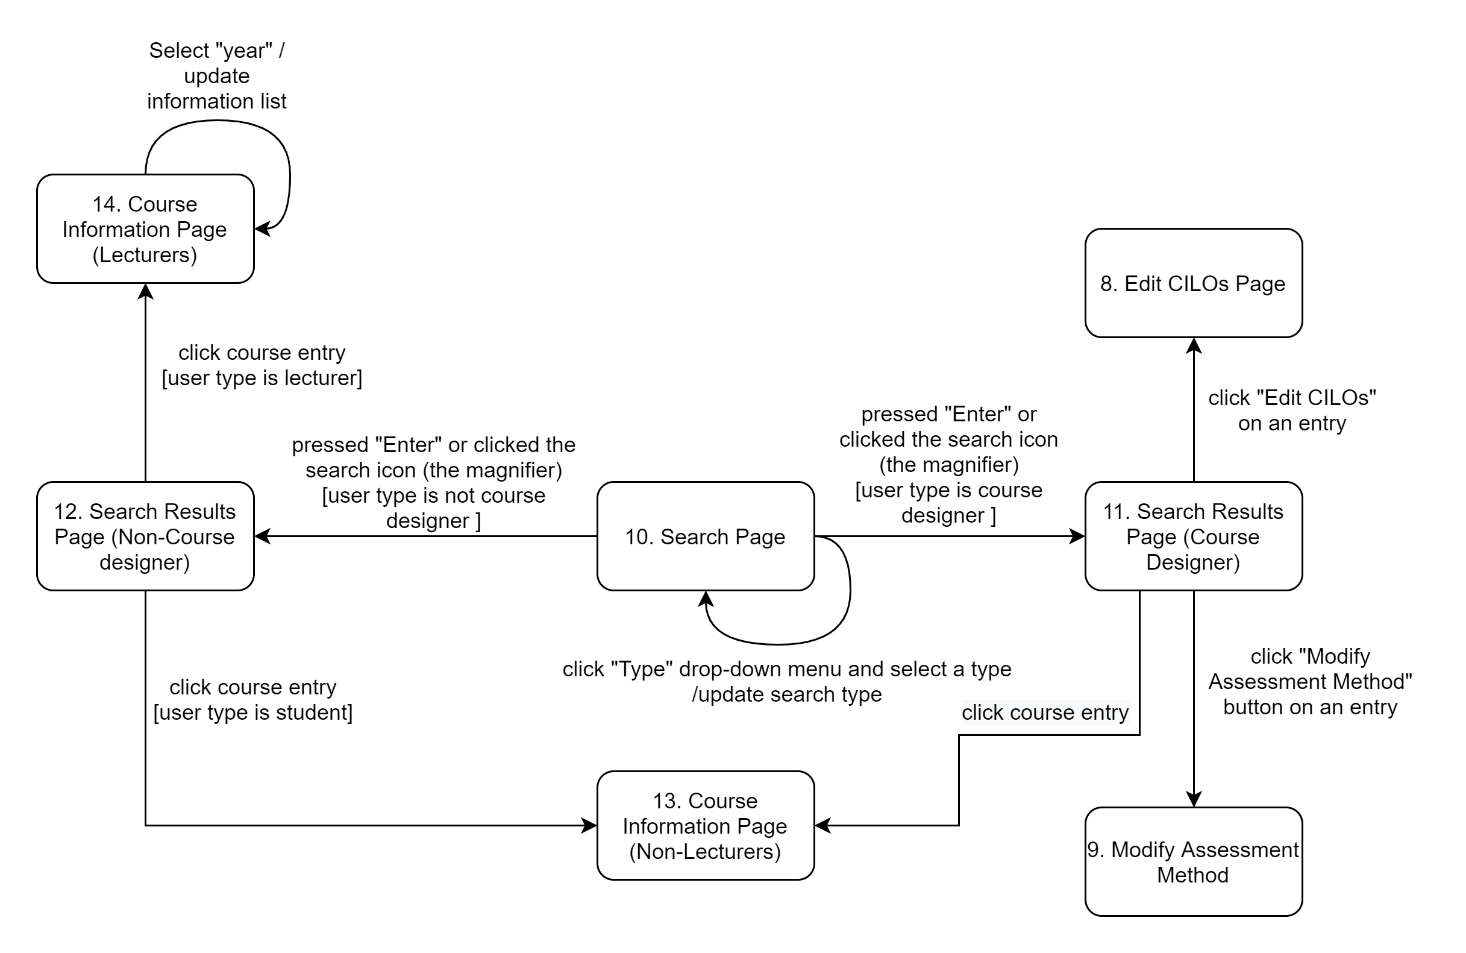 Select "year" /
update
information list
14. Course
Information Page
(Lecturers)
8. Edit CILOs Page
click course entry
[user type is lecturer]
click "Edit CILOs"
on an entry
pressed "Enter" or clicked the
search icon (the magnifier)
[user type is not course
designer ]
pressed "Enter" or
clicked the search icon
(the magnifier)
[user type is course
designer ]
12. Search Results
Page (Non-Course
designer)
10. Search Page
11. Search Results
Page (Course
Designer)
click "Type" drop-down menu and select a type
/update search type
click course entry
[user type is student]
click course entry
click "Modify
Assessment Method"
button on an entry
13. Course
Information Page
(Non-Lecturers)
9. Modify Assessment
Method